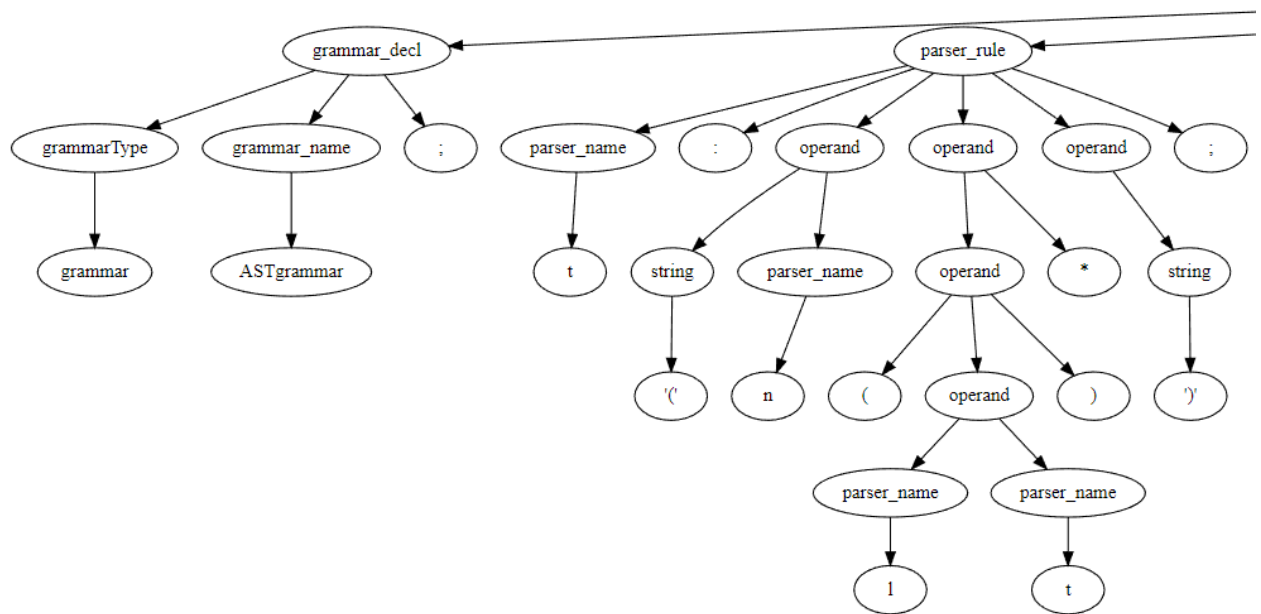 grammar_decl parser_rule
grammarType grammar_name ; parser_name : operand operand operand ;
grammar ASTgrammar t string parser_name operand * string
'(' n ( operand ) ')'
parser_name parser_name
l t